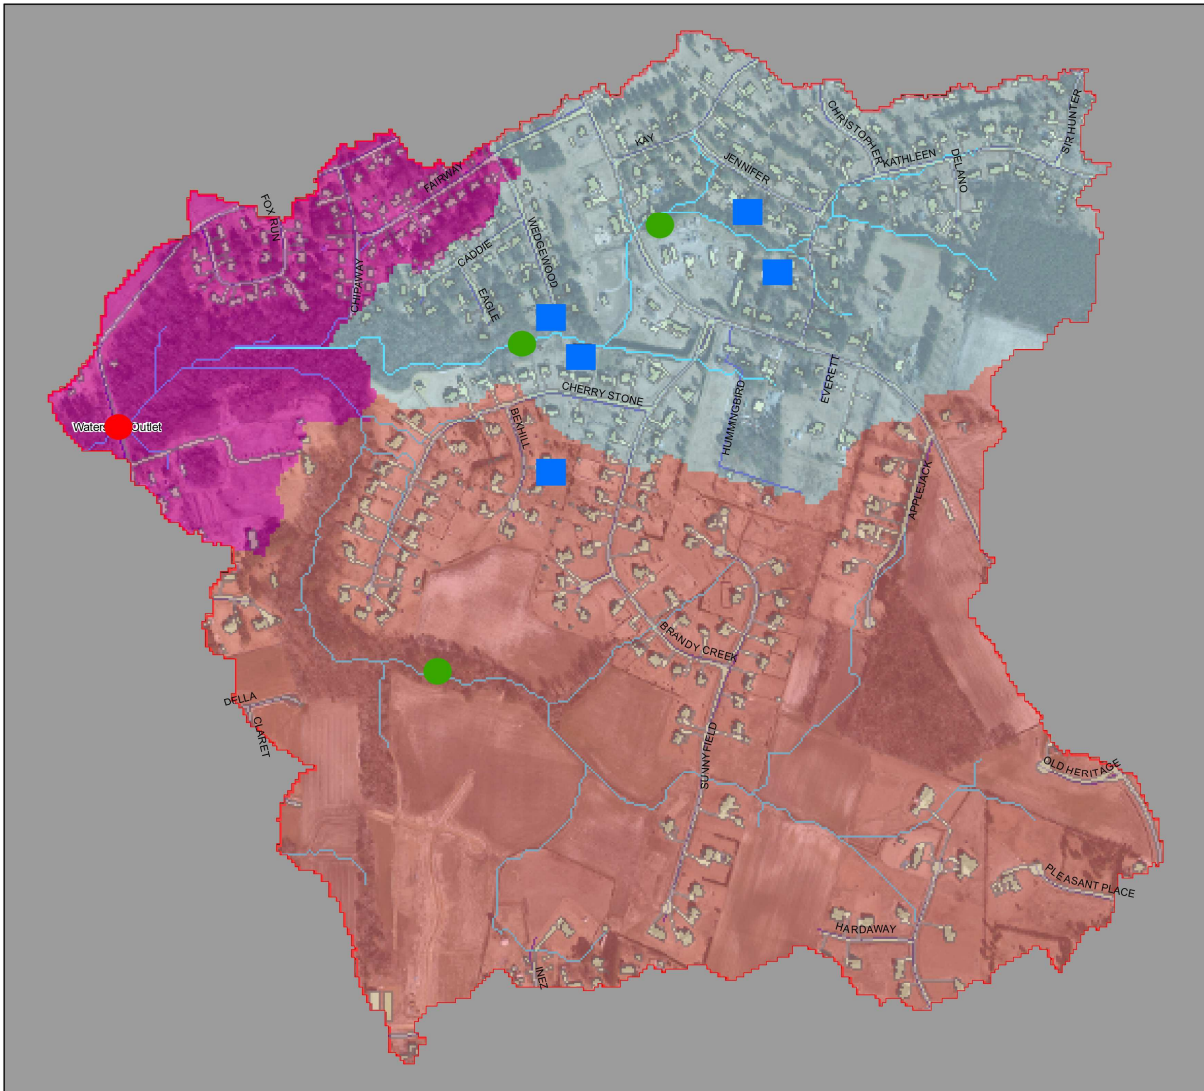 SIR HUNTER
CHRISTOPHER
KAY
KATHLEEN
DELANO
JENNIFER
FAIRWAY
FOX RUN
WEDGEWOOD
CADDIE
CHIPAWAY
EAGLE
EVERETT
HUMMINGBIRD
CHERRY STONE
BEXHILL
Waters Outlet
APPLEJACK
BRANDY CREEK
DELLA
CLARET
SUNNYFIELD
OLD HERITAGE
PLEASANT PLACE
HARDAWAY
INEZ